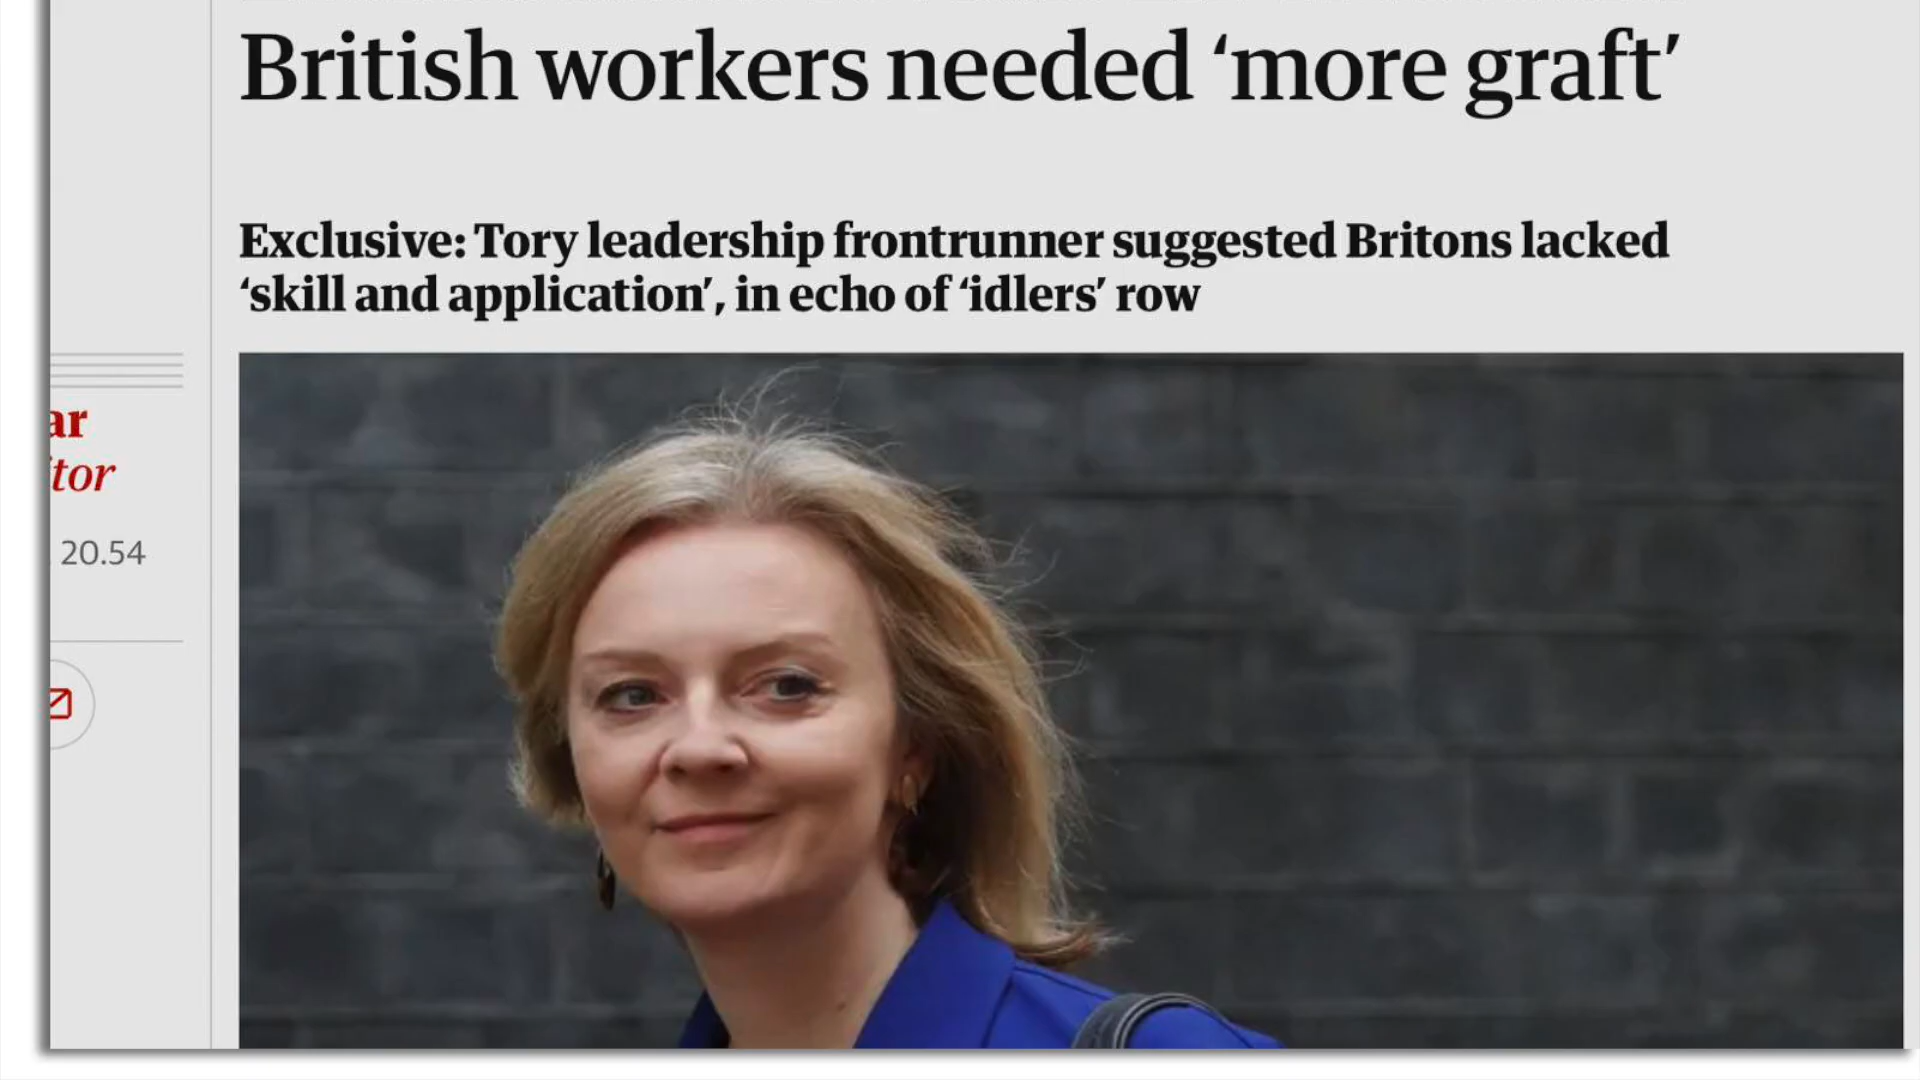 British workers needed ‘more graft’
Exclusive: Tory leadership frontrunner suggested Britons lacked
‘skill and application’, in echo of ‘idlers’ row
ar
itor
20.54